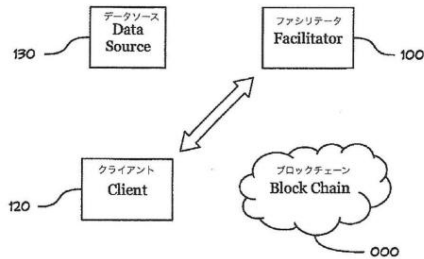 データソース
Data
Source
130
ファシリテータ
Facilitator
100
クライアント
Client
120
ブロックチェーン
Block Chain
000